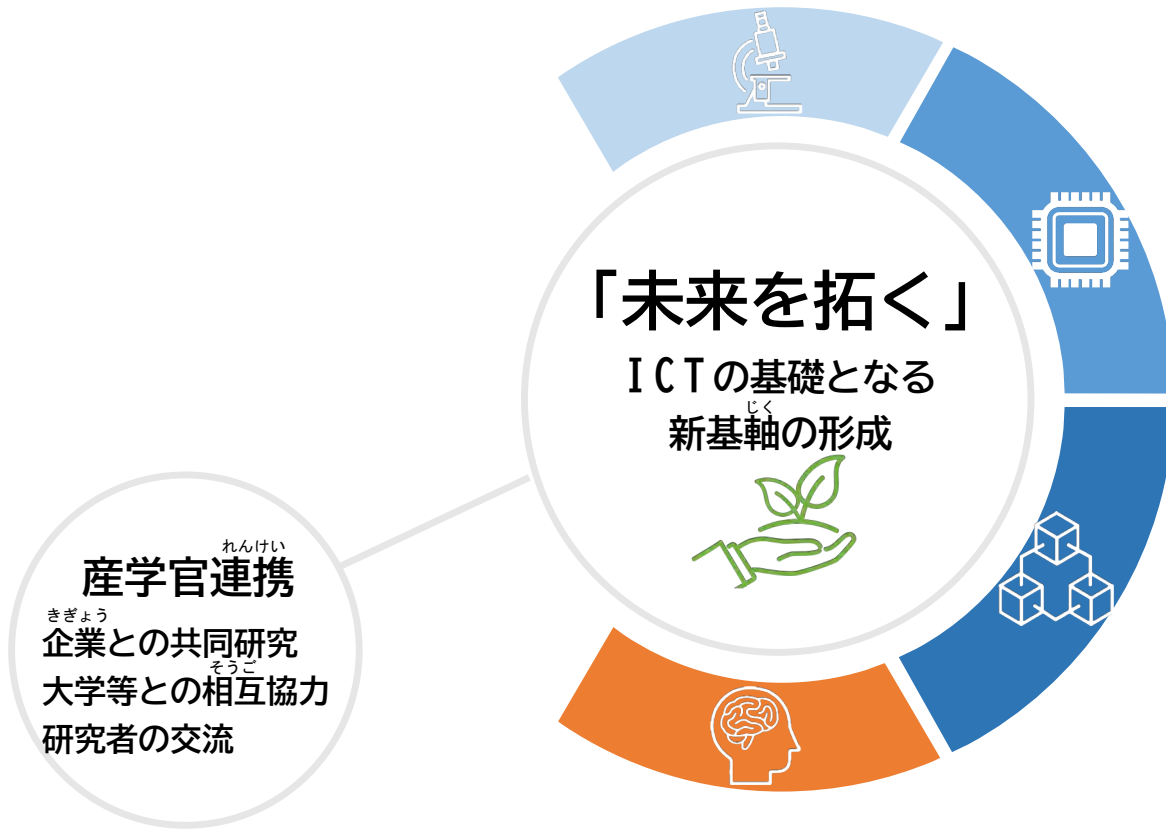 「未来を拓く」
ICTの基礎となる
じく
新基軸の形成
れんけい
産学官連携
きぎょう
企業との共同研究
そうご
大学等との相互協力
研究者の交流